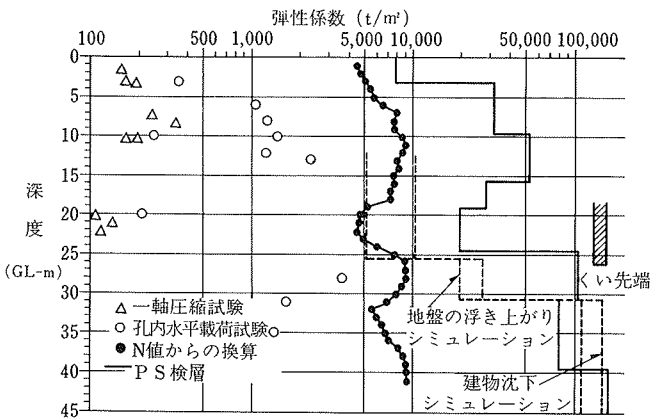 弾性係数 (t/m²)
100 1,000 5,000 10,000 50,000 100,000
0
5
10
15
20
25
30
35
40
45
深度
(GL-m)
くい先端
地盤の浮き上がり
シミュレーション
建物沈下
シミュレーション
△ 一軸圧縮試験
○ 孔内水平載荷試験
● N値からの換算
— PS検層